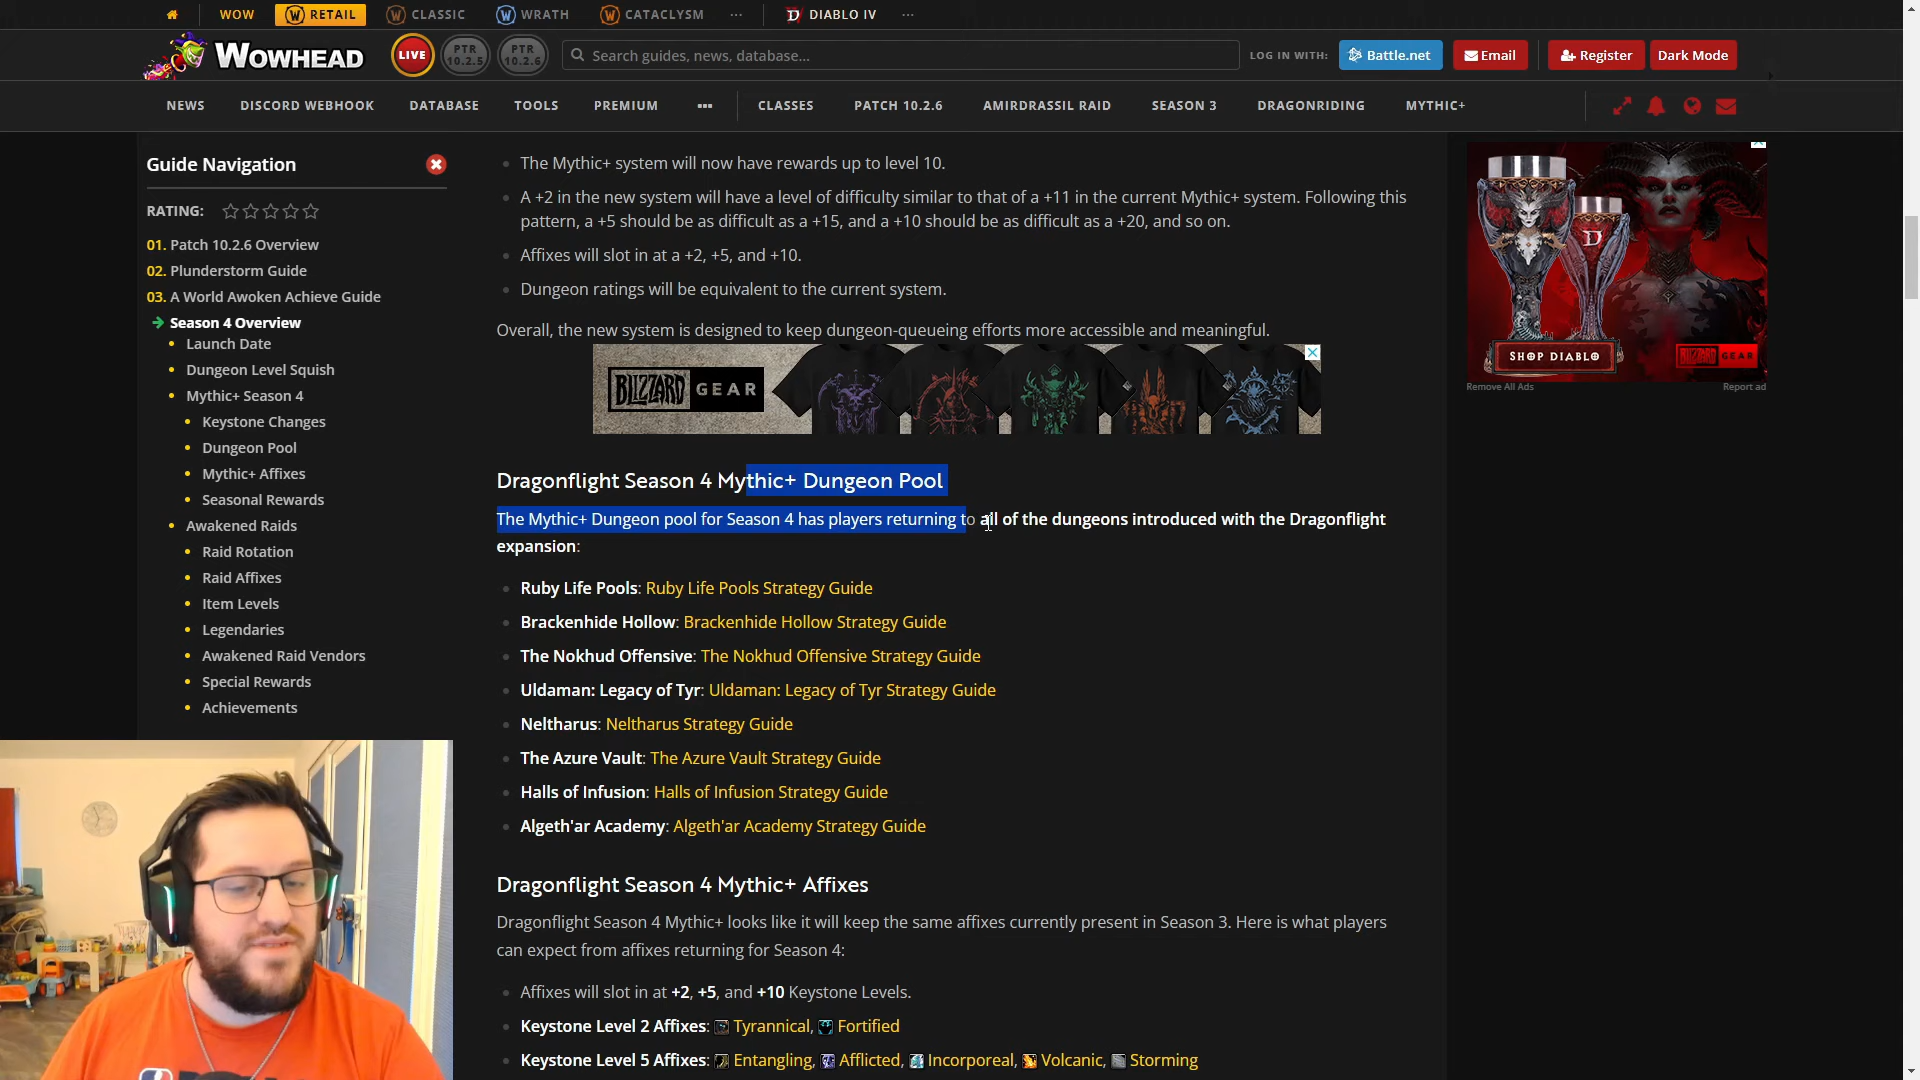 WOW RETAIL CLASSIC WRATH CATACLYSM ... DIABLO IV ...
WOWHEAD LIVE PTR 10.2.5 PTR 10.2.6 Search guides, news, database... LOG IN WITH: Battle.net Email Register Dark Mode
NEWS DISCORD WEBHOOK DATABASE TOOLS PREMIUM ... CLASSES PATCH 10.2.6 AMIRDRASSIL RAID SEASON 3 DRAGONRIDING MYTHIC+
Guide Navigation
RATING:
01. Patch 10.2.6 Overview
02. Plunderstorm Guide
03. A World Awoken Achieve Guide
Season 4 Overview
Launch Date
Dungeon Level Squish
Mythic+ Season 4
Keystone Changes
Dungeon Pool
Mythic+ Affixes
Seasonal Rewards
Awakened Raids
Raid Rotation
Raid Affixes
Item Levels
Legendaries
Awakened Raid Vendors
Special Rewards
Achievements
The Mythic+ system will now have rewards up to level 10.
A +2 in the new system will have a level of difficulty similar to that of a +11 in the current Mythic+ system. Following this
pattern, a +5 should be as difficult as a +15, and a +10 should be as difficult as a +20, and so on.
Affixes will slot in at a +2, +5, and +10.
Dungeon ratings will be equivalent to the current system.
Overall, the new system is designed to keep dungeon-queueing efforts more accessible and meaningful.
BLIZZARD GEAR
Dragonflight Season 4 Mythic+ Dungeon Pool
The Mythic+ Dungeon pool for Season 4 has players returning to all of the dungeons introduced with the Dragonflight
expansion:
Ruby Life Pools: Ruby Life Pools Strategy Guide
Brackenhide Hollow: Brackenhide Hollow Strategy Guide
The Nokhud Offensive: The Nokhud Offensive Strategy Guide
Uldaman: Legacy of Tyr: Uldaman: Legacy of Tyr Strategy Guide
Neltharus: Neltharus Strategy Guide
The Azure Vault: The Azure Vault Strategy Guide
Halls of Infusion: Halls of Infusion Strategy Guide
Algeth'ar Academy: Algeth'ar Academy Strategy Guide
Dragonflight Season 4 Mythic+ Affixes
Dragonflight Season 4 Mythic+ looks like it will keep the same affixes currently present in Season 3. Here is what players
can expect from affixes returning for Season 4:
Affixes will slot in at +2, +5, and +10 Keystone Levels.
Keystone Level 2 Affixes: Tyrannical, Fortified
Keystone Level 5 Affixes: Entangling, Afflicted, Incorporeal, Volcanic, Storming
SHOP DIABLO BLIZZARD GEAR
Remove All Ads Report ad